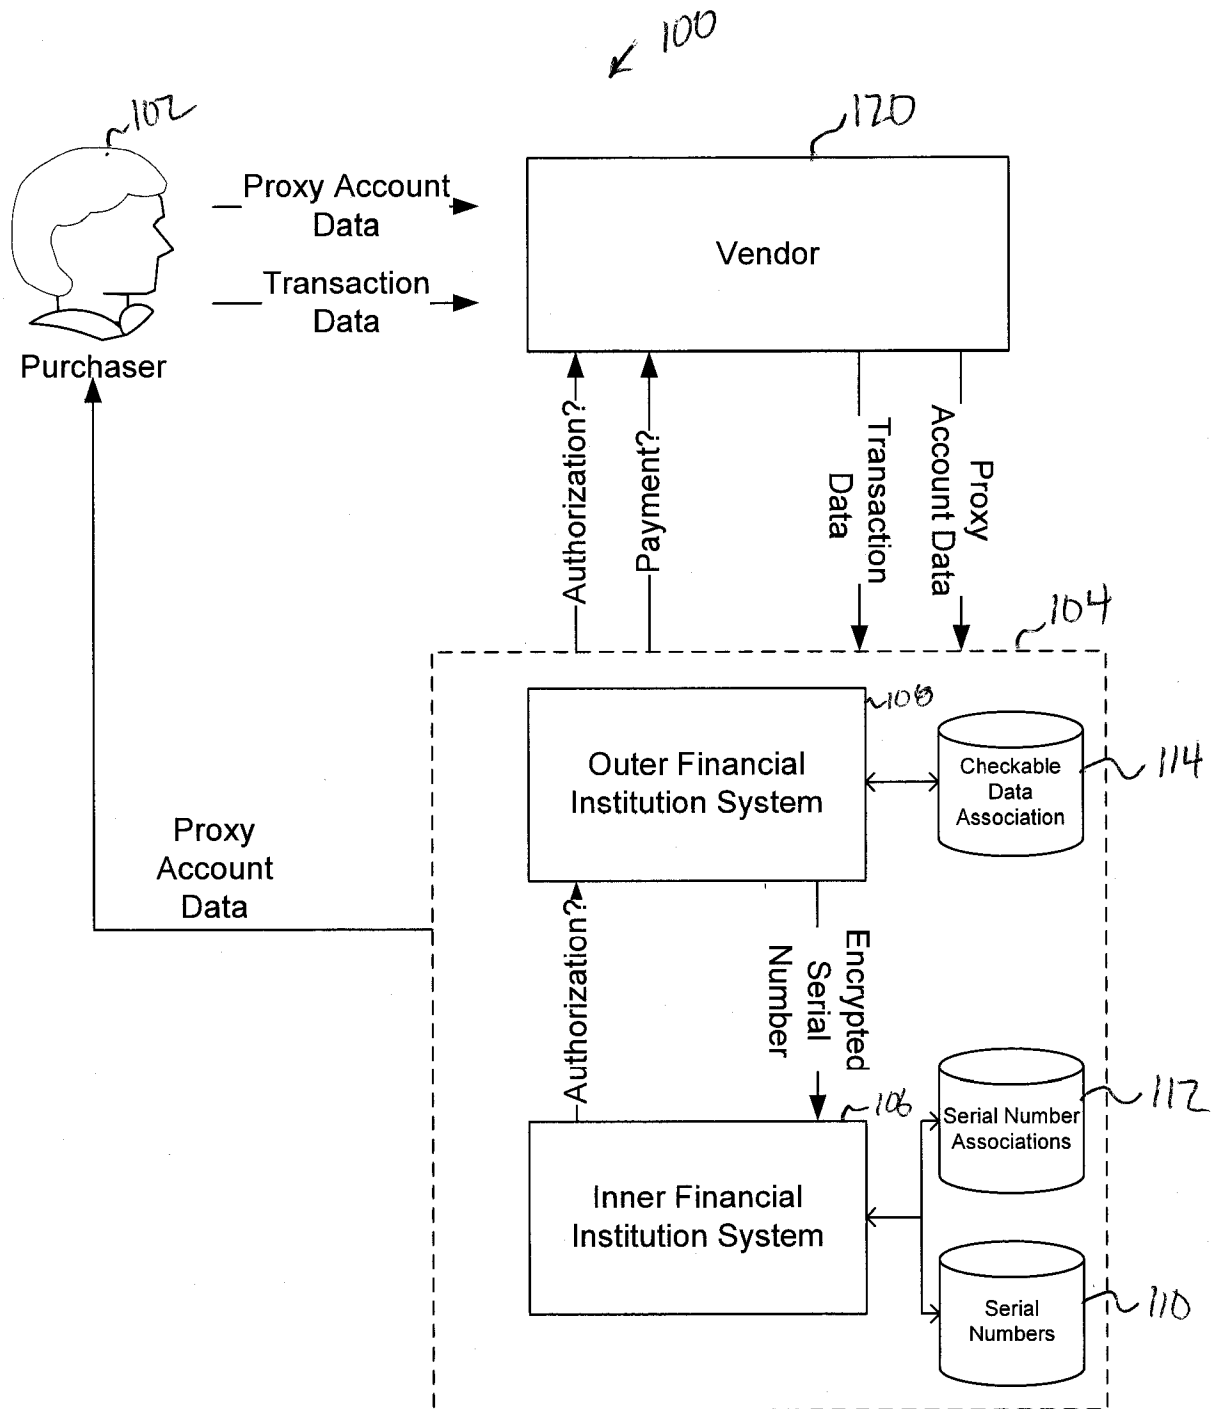 100
102
120
Proxy Account
Data
Transaction
Data
Purchaser
Vendor
Authorization?
Payment?
Transaction
Data
Proxy
Account Data
104
108
Outer Financial
Institution System
Checkable
Data
Association
114
Proxy
Account
Data
Authorization?
Encrypted
Serial
Number
106
Inner Financial
Institution System
Serial Number
Associations
112
Serial
Numbers
110